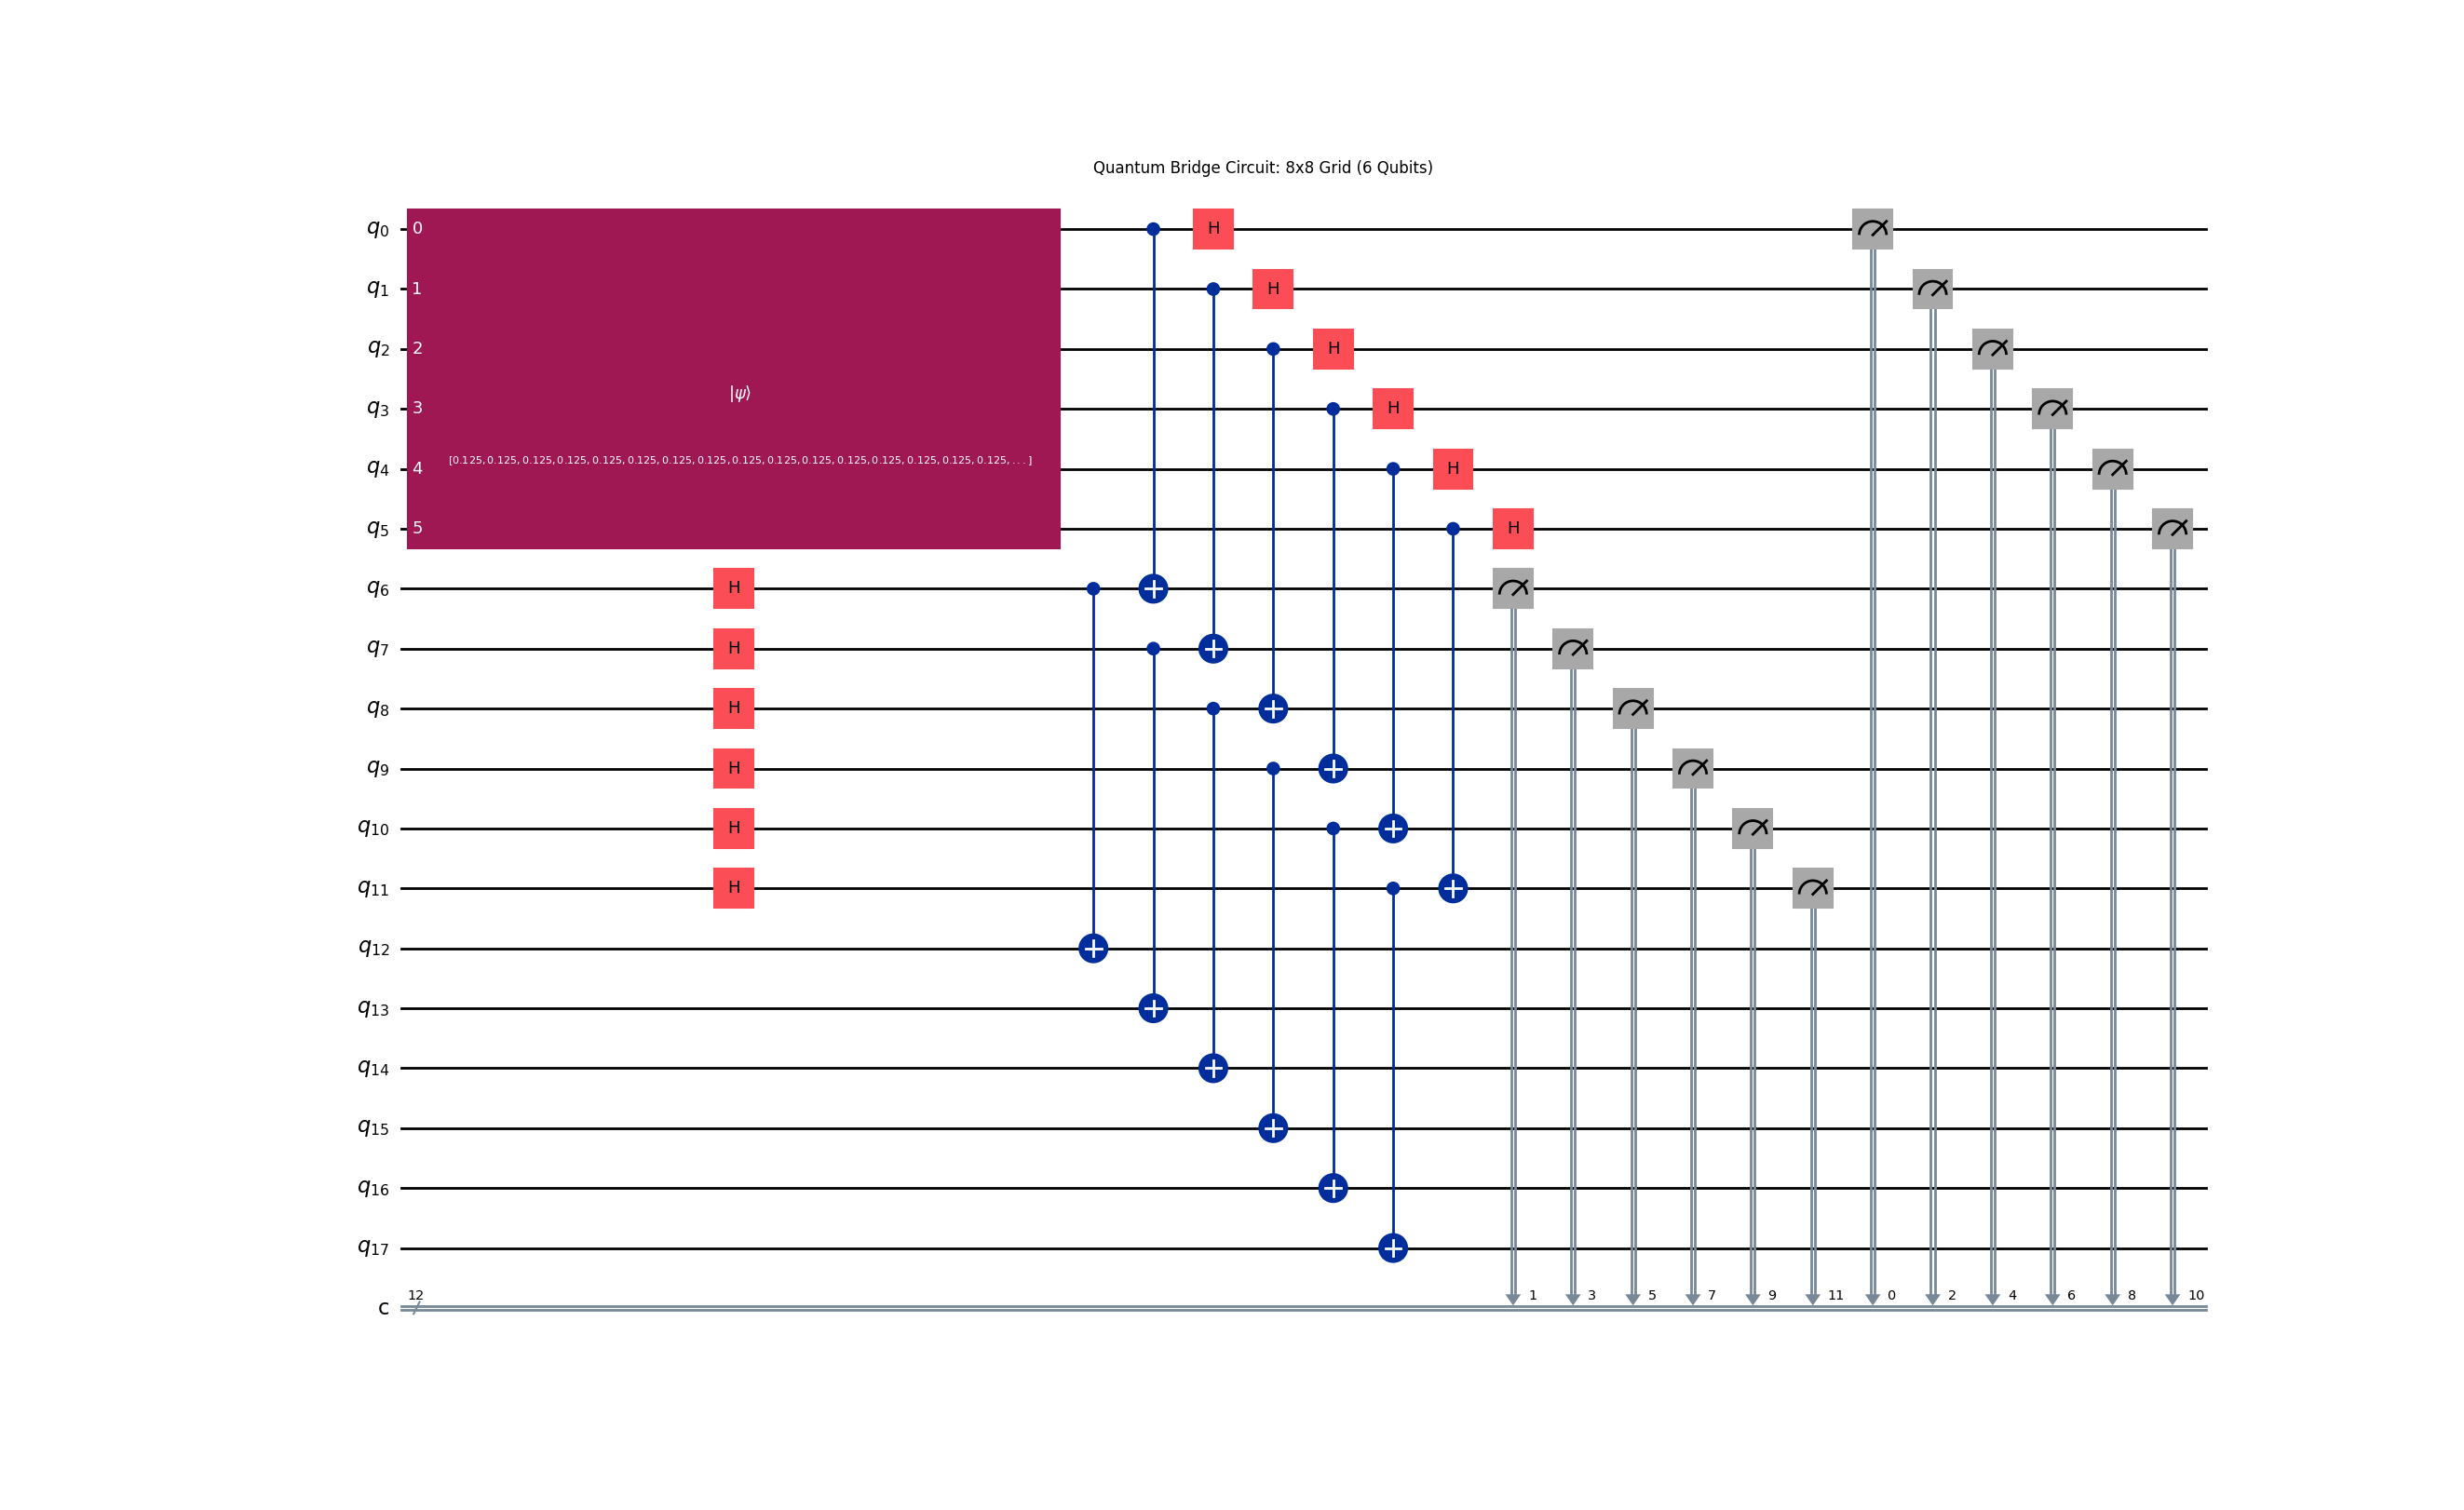 Quantum Bridge Circuit: 8x8 Grid (6 Qubits)
q0 0 H
q1 1 H
q2 2 H
|ψ⟩
q3 3 H
[0.125, 0.125, 0.125, 0.125, 0.125, 0.125, 0.125, 0.125, 0.125, 0.125, 0.125, 0.125, 0.125, 0.125, 0.125, 0.125, ...]
q4 4 H
q5 5 H
q6 H
q7 H
q8 H
q9 H
q10 H
q11 H
q12
q13
q14
q15
q16
q17
12 1 3 5 7 9 11 0 2 4 6 8 10
c